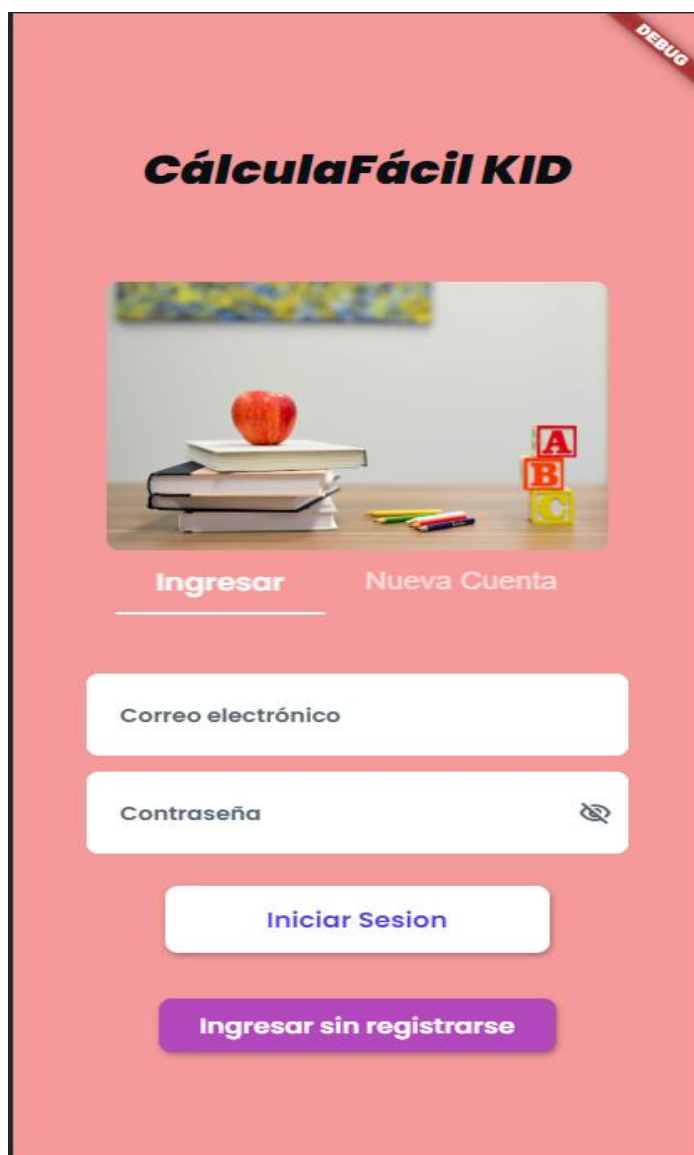 DEBUG
CálculaFácil KID
A
B
C
Ingresar Nueva Cuenta
Correo electrónico
Contraseña
Iniciar Sesion
Ingresar sin registrarse